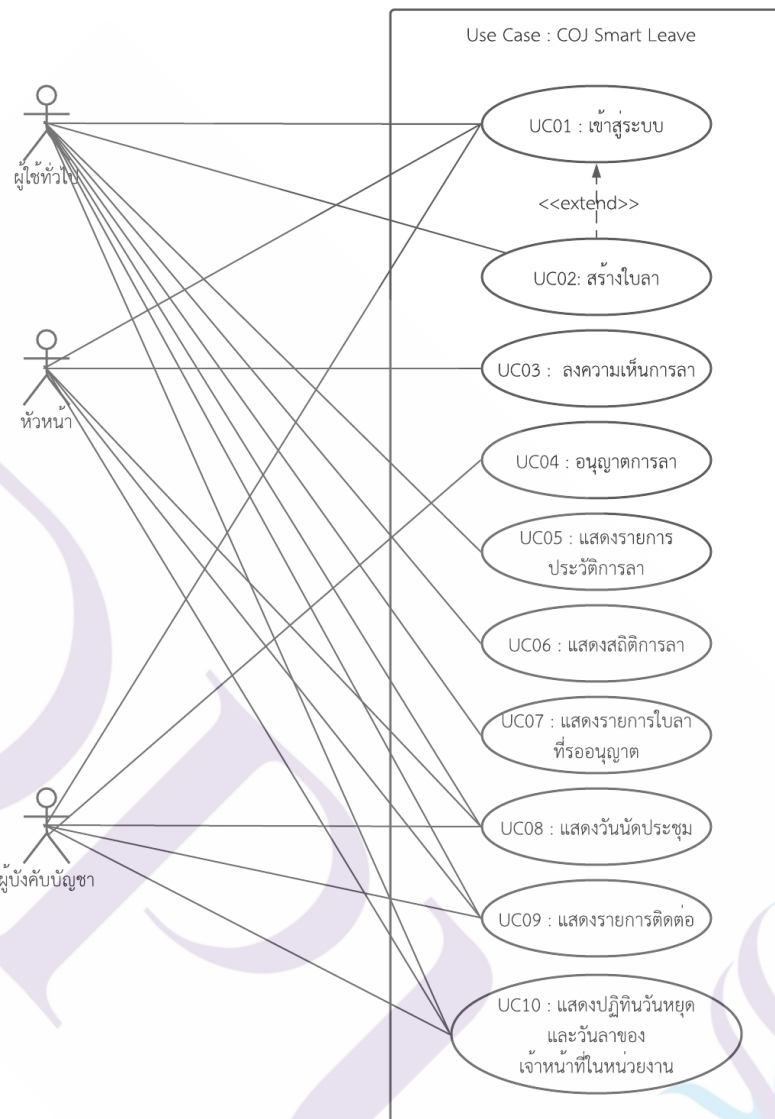 Use Case : COJ Smart Leave
ผู้ใช้ทั่วไป
UC01 : เข้าสู่ระบบ
<<extend>>
UC02: สร้างใบลา
หัวหน้า
UC03 : ลงความเห็นการลา
UC04 : อนุญาตการลา
UC05 : แสดงรายการ
ประวัติการลา
UC06 : แสดงสถิติการลา
UC07 : แสดงรายการใบลา
ที่รออนุญาต
ผู้บังคับบัญชา
UC08 : แสดงวันนัดประชุม
UC09 : แสดงรายการติดต่อ
UC10 : แสดงปฏิทินวันหยุด
และวันลาของ
เจ้าหน้าที่ในหน่วยงาน